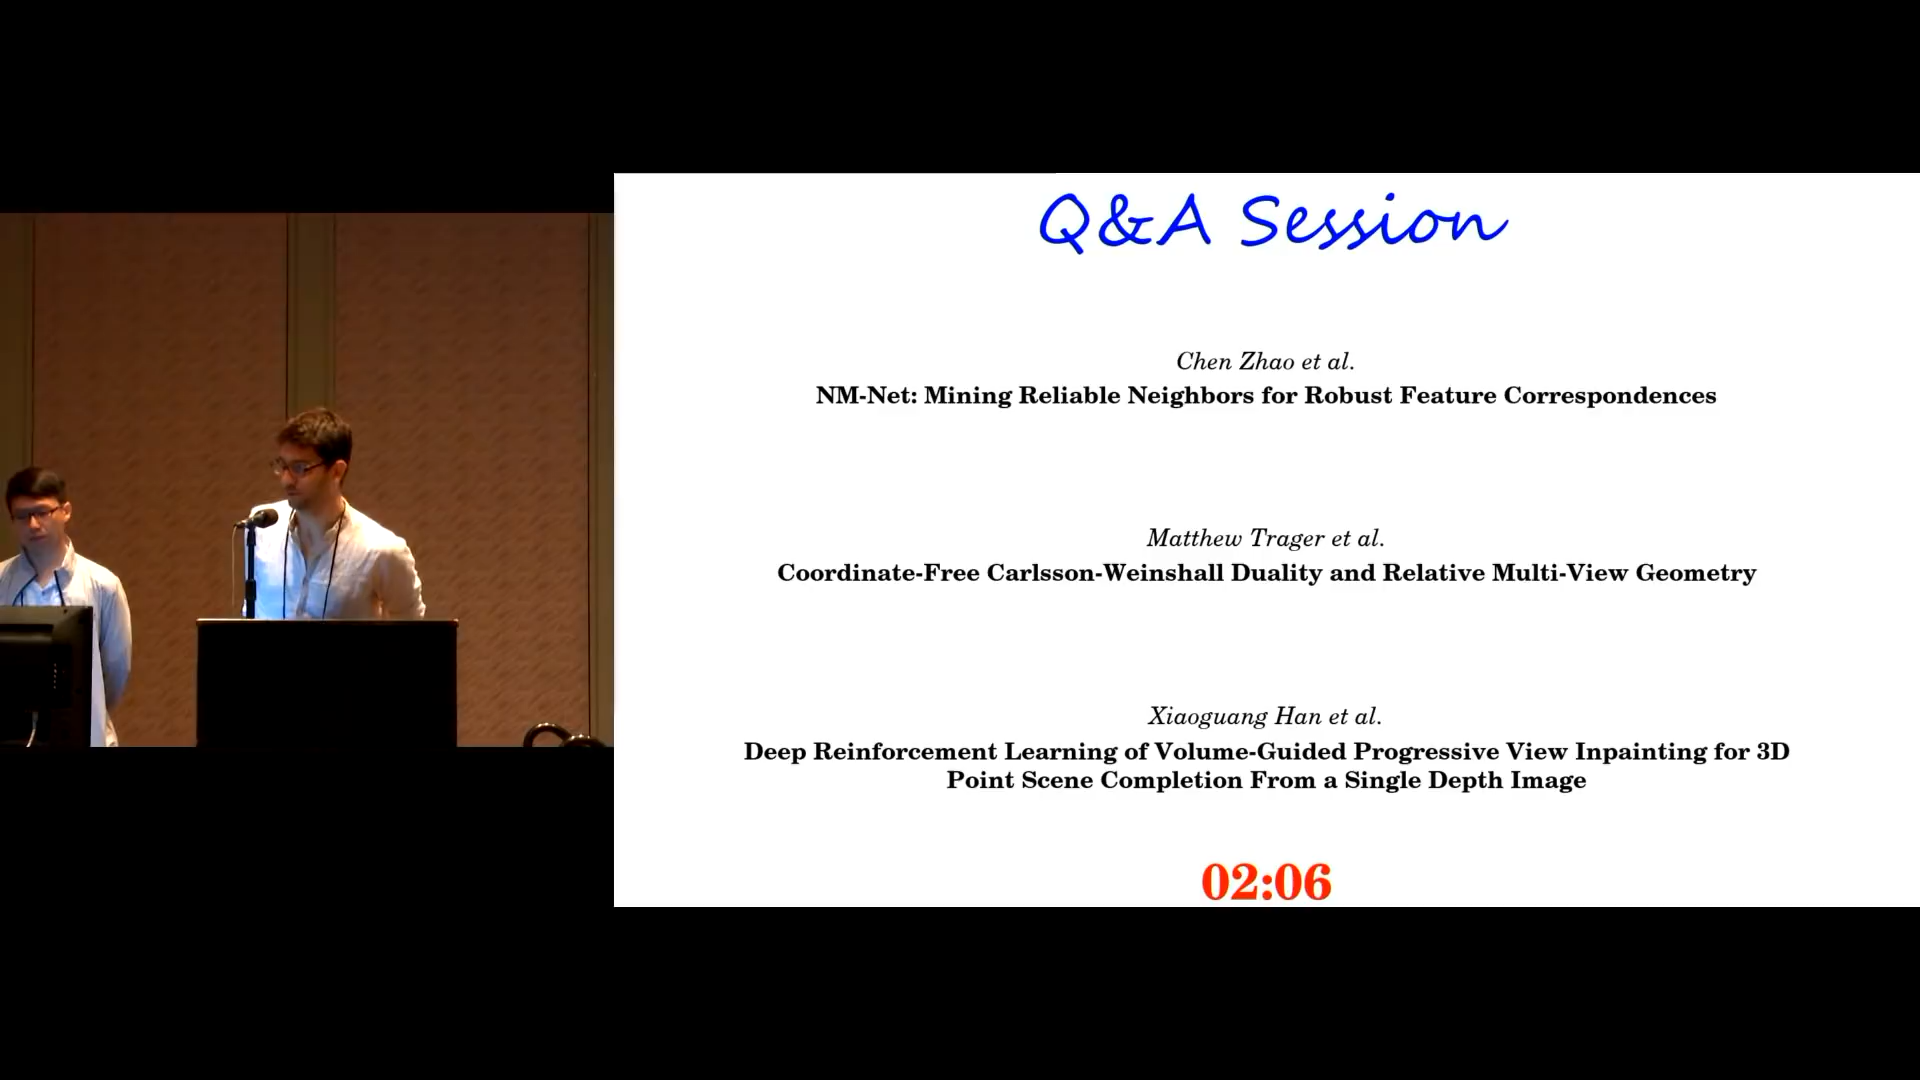 Q&A Session
Chen Zhao et al.
NM-Net: Mining Reliable Neighbors for Robust Feature Correspondences
Matthew Trager et al.
Coordinate-Free Carlsson-Weinshall Duality and Relative Multi-View Geometry
Xiaoguang Han et al.
Deep Reinforcement Learning of Volume-Guided Progressive View Inpainting for 3D
Point Scene Completion From a Single Depth Image
02:06